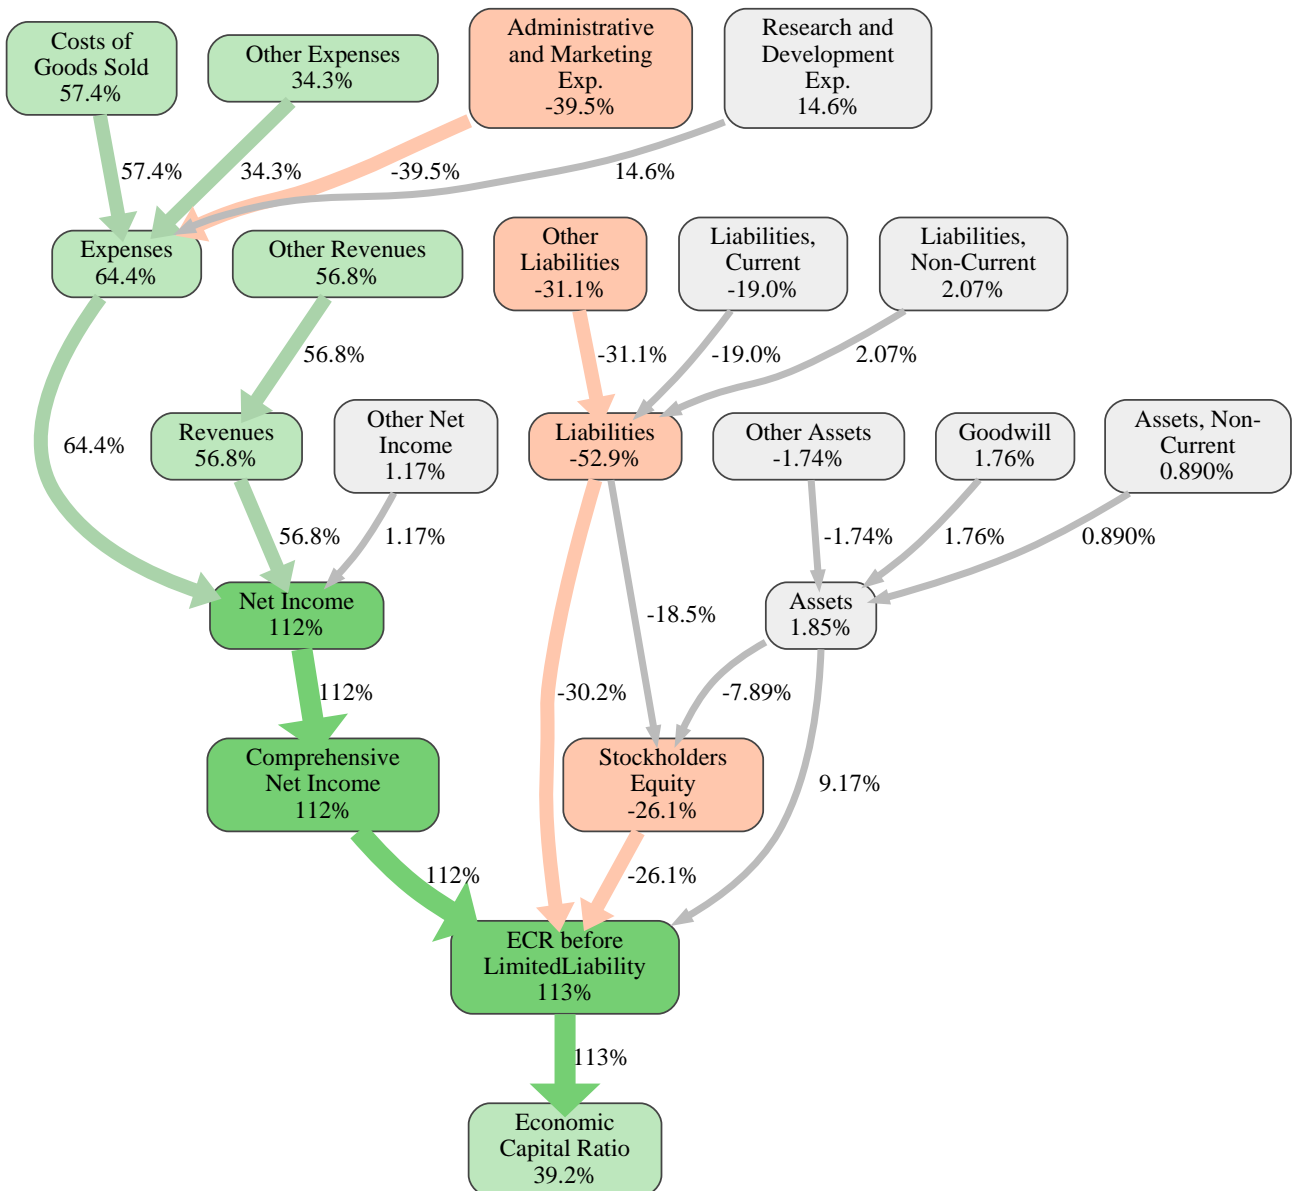 Costs of
Goods Sold
57.4%
Other Expenses
34.3%
Administrative
and Marketing
Exp.
-39.5%
Research and
Development
Exp.
14.6%
57.4%
34.3%
-39.5%
14.6%
Expenses
64.4%
Other Revenues
56.8%
Other
Liabilities
-31.1%
Liabilities,
Current
-19.0%
Liabilities,
Non-Current
2.07%
56.8%
-31.1%
-19.0%
2.07%
64.4%
Revenues
56.8%
Other Net
Income
1.17%
Liabilities
-52.9%
Other Assets
-1.74%
Goodwill
1.76%
Assets, Non-
Current
0.890%
56.8%
1.17%
-1.74%
1.76%
0.890%
Net Income
112%
-18.5%
Assets
1.85%
112%
-30.2%
-7.89%
Comprehensive
Net Income
112%
Stockholders
Equity
-26.1%
9.17%
112%
-26.1%
ECR before
LimitedLiability
113%
113%
Economic
Capital Ratio
39.2%